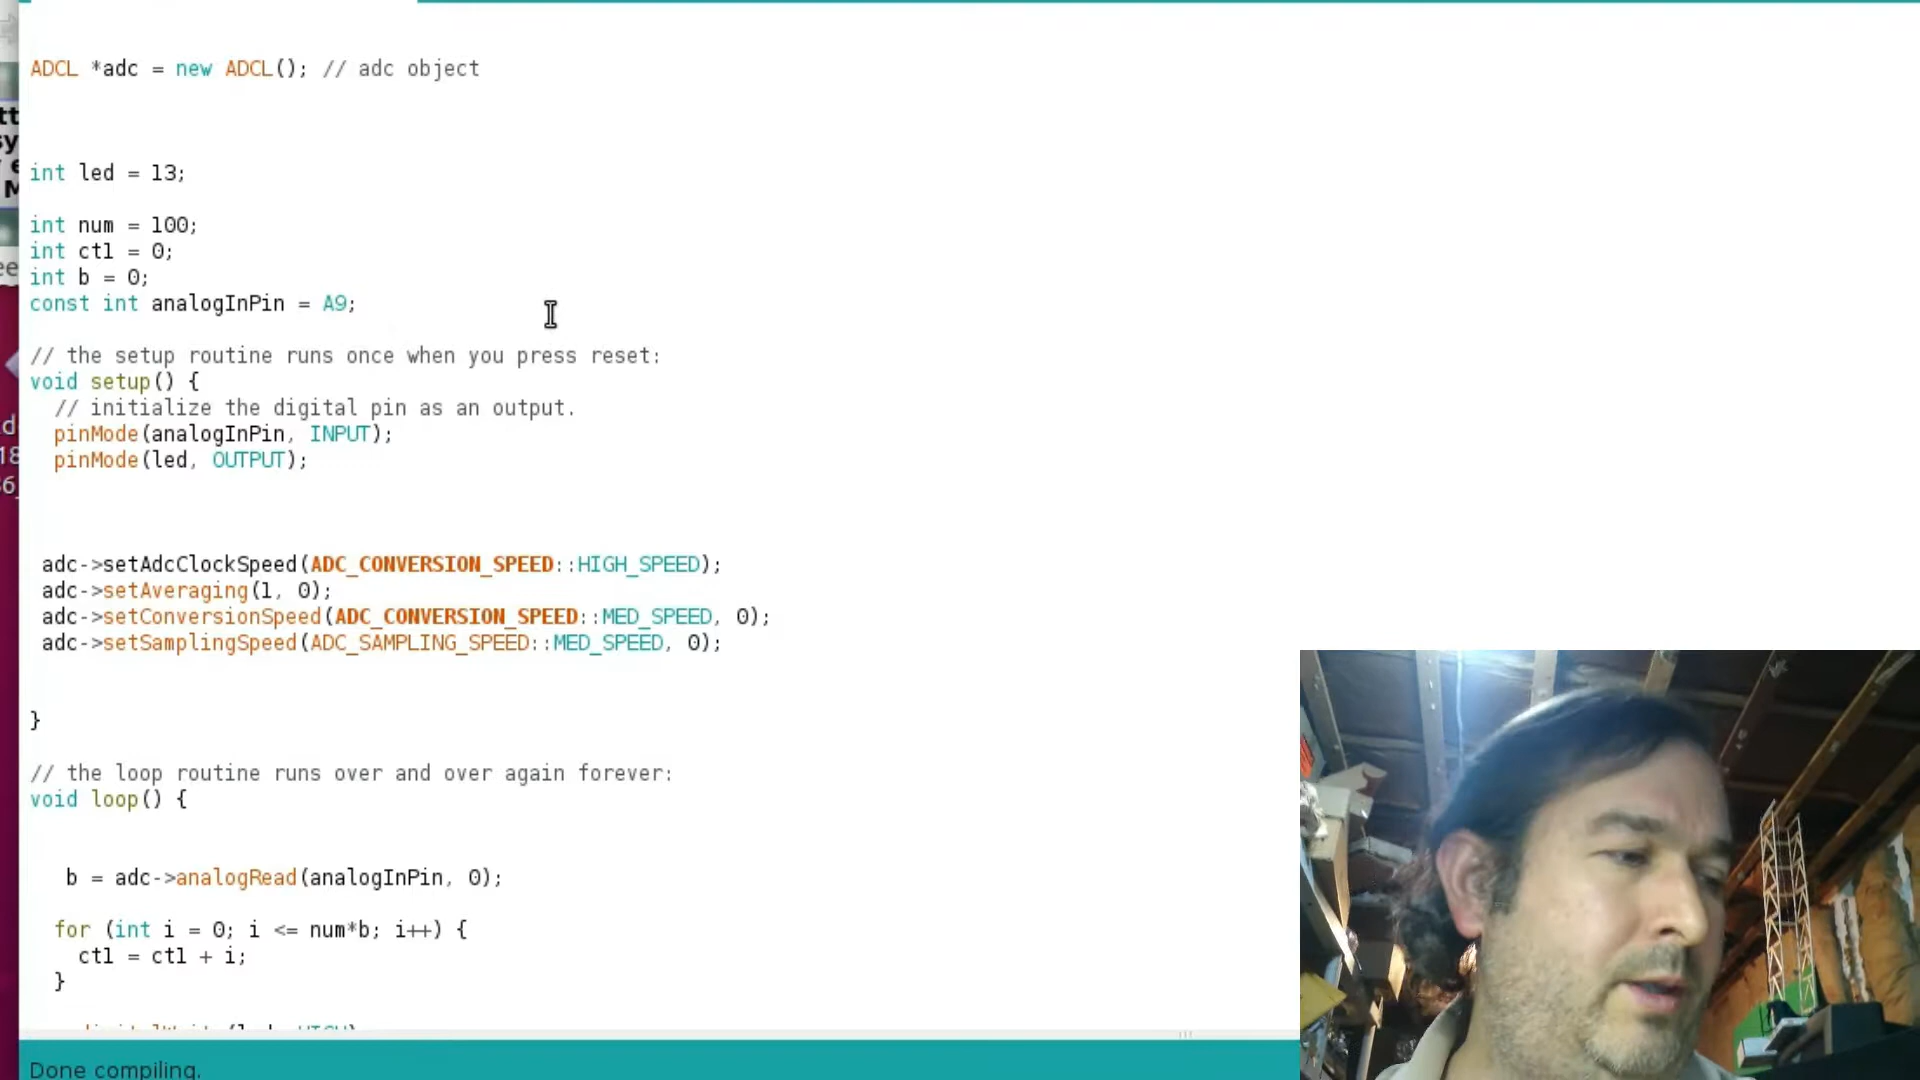 ADCL *adc = new ADCL(); // adc object
int led = 13;
int num = 100;
int ctl = 0;
int b = 0;
const int analogInPin = A9;
// the setup routine runs once when you press reset:
void setup() {
// initialize the digital pin as an output.
pinMode(analogInPin, INPUT);
pinMode(led, OUTPUT);
adc->setAdcClockSpeed(ADC_CONVERSION_SPEED::HIGH_SPEED);
adc->setAveraging(1, 0);
adc->setConversionSpeed(ADC_CONVERSION_SPEED::MED_SPEED, 0);
adc->setSamplingSpeed(ADC_SAMPLING_SPEED::MED_SPEED, 0);
}
// the loop routine runs over and over again forever:
void loop() {
b = adc->analogRead(analogInPin, 0);
for (int i = 0; i <= num*b; i++) {
ctl = ctl + i;
}
Done compiling.